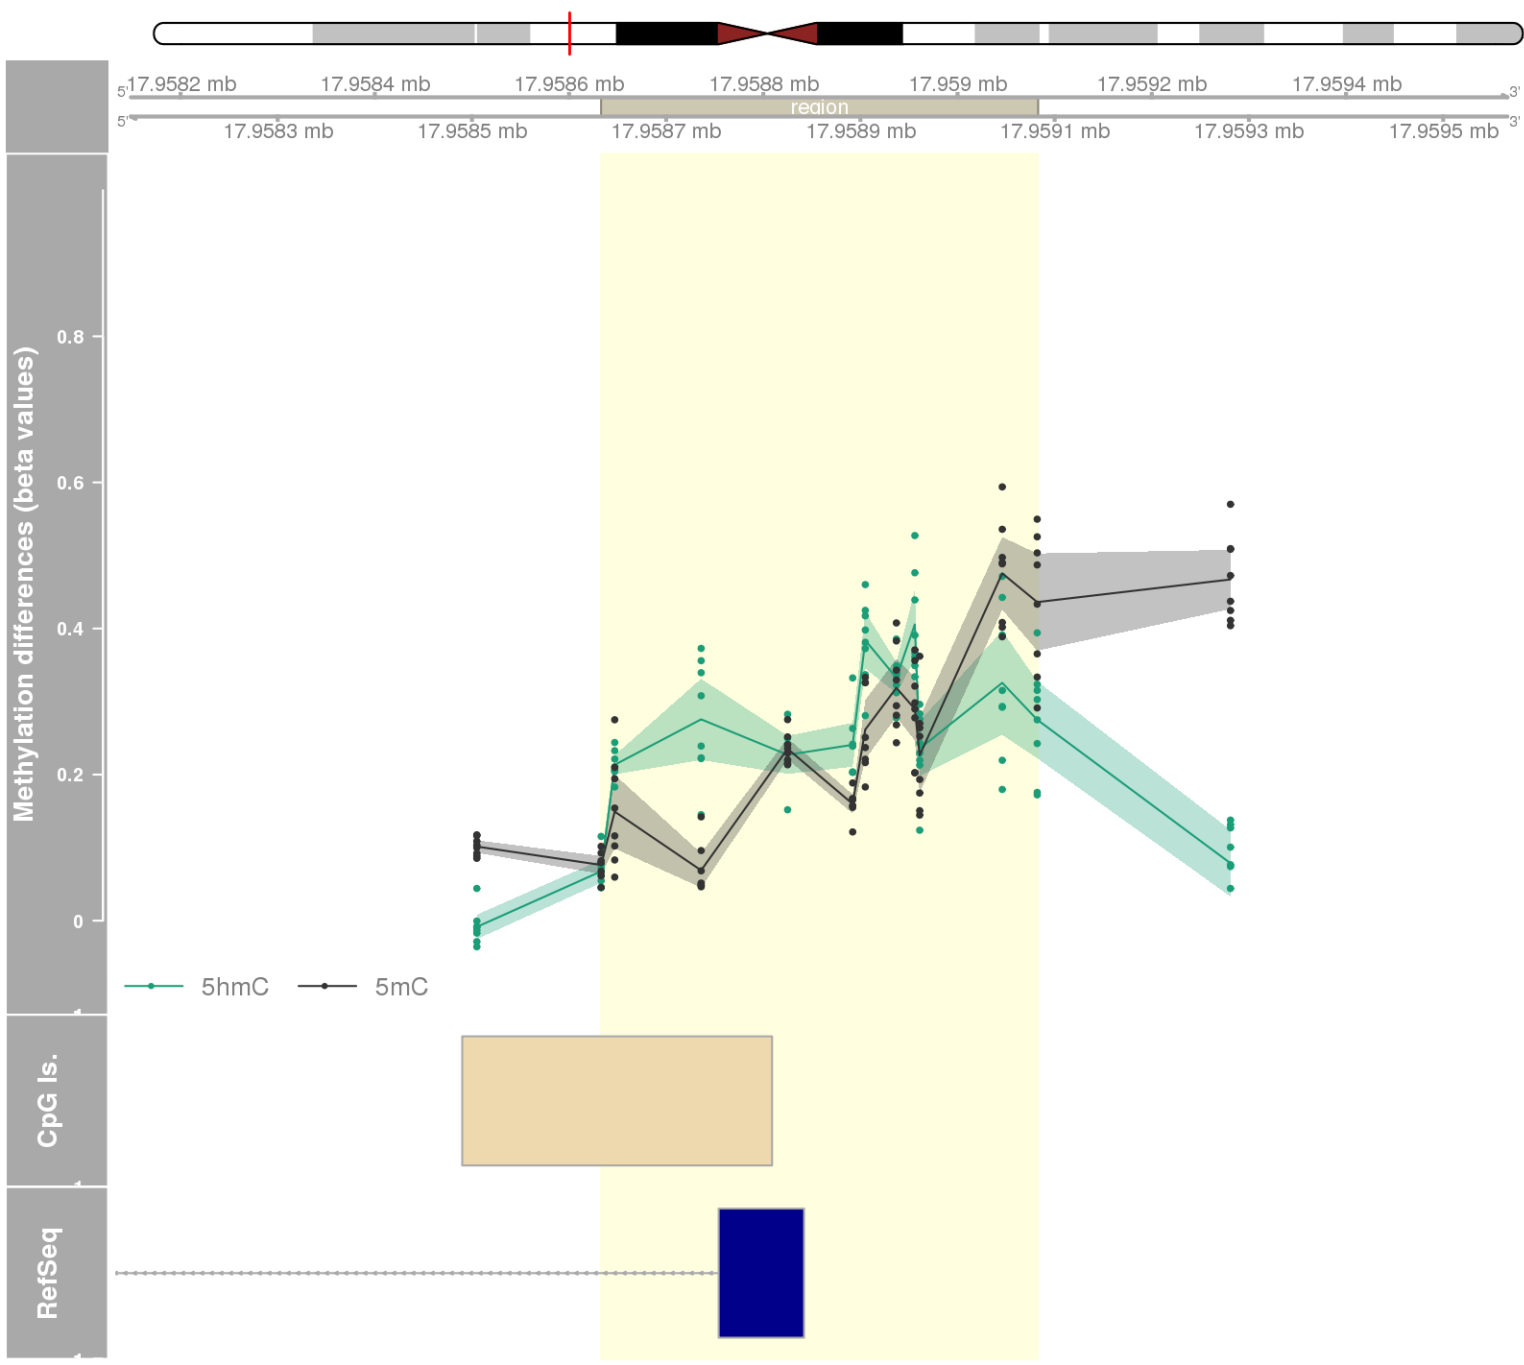 17.9582 mb 17.9584 mb 17.9586 mb 17.9588 mb 17.959 mb 17.9592 mb 17.9594 mb
5' 3'
region
5' 3'
17.9583 mb 17.9585 mb 17.9587 mb 17.9589 mb 17.9591 mb 17.9593 mb 17.9595 mb
Methylation differences (beta values)
0.8
0.6
0.4
0.2
0
5hmC 5mC
CpG Is.
RefSeq